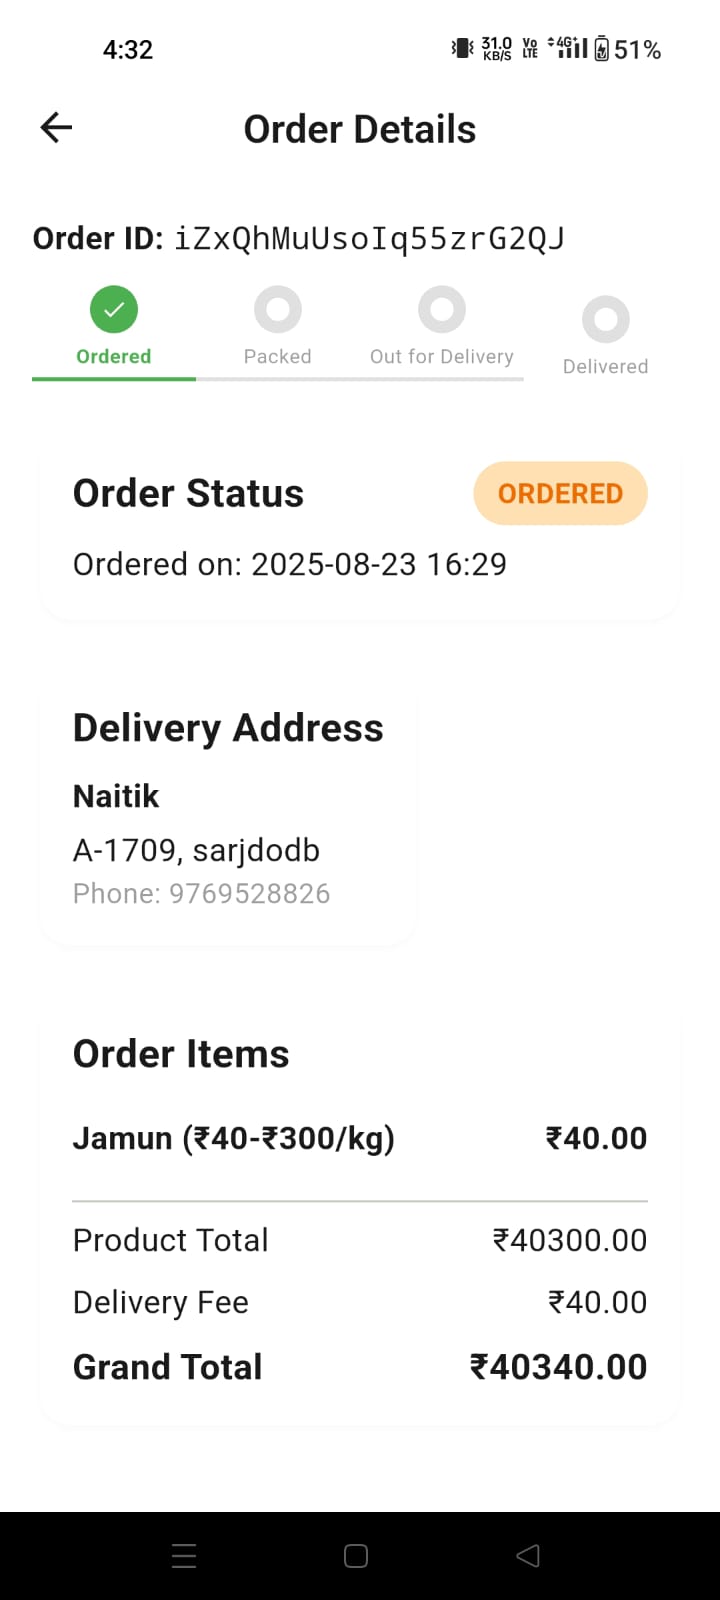 4:32 31.0 KB/S Vo LTE 4G+ 51%
Order Details
Order ID: iZxQhMuUsoIq55zrG2QJ
Ordered Packed Out for Delivery Delivered
Order Status ORDERED
Ordered on: 2025-08-23 16:29
Delivery Address
Naitik
A-1709, sarjdodb
Phone: 9769528826
Order Items
Jamun (₹40-₹300/kg) ₹40.00
Product Total ₹40300.00
Delivery Fee ₹40.00
Grand Total ₹40340.00